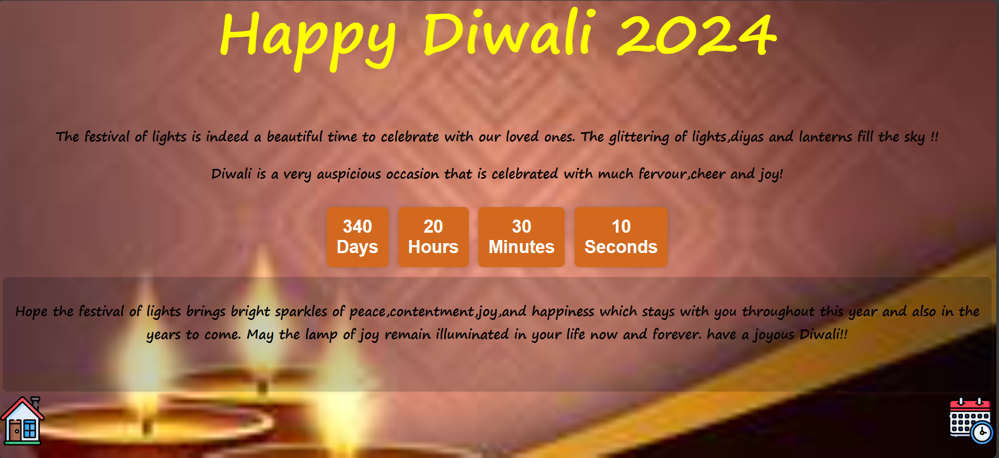 Happy Diwali 2024
The festival of lights is indeed a beautiful time to celebrate with our loved ones. The glittering of lights,diyas and lanterns fill the sky !!
Diwali is a very auspicious occasion that is celebrated with much fervour,cheer and joy!
340 20 30 10
Days Hours Minutes Seconds
Hope the festival of lights brings bright sparkles of peace,contentment,joy,and happiness which stays with you throughout this year and also in the
years to come. May the lamp of joy remain illuminated in your life now and forever. have a joyous Diwali!!